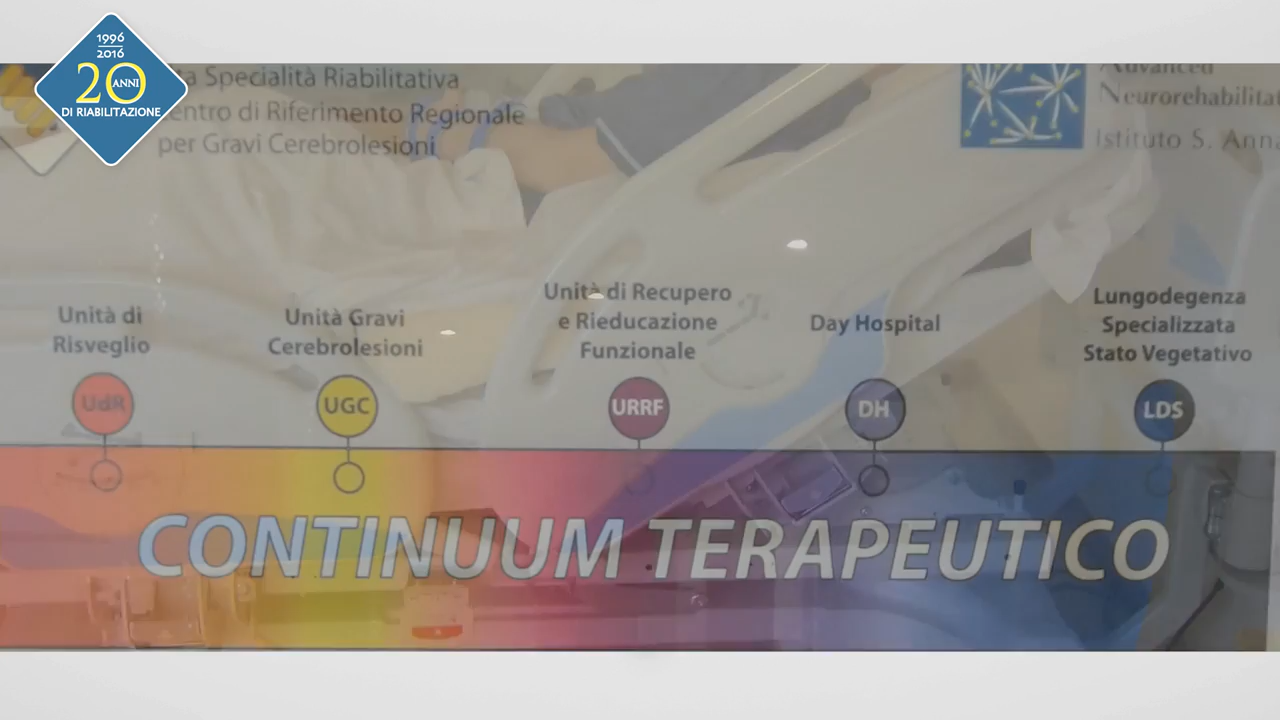 1996
2016
20 ANNI
DI RIABILITAZIONE
Specialità Riabilitativa
di Riferimento Regionale
per Gravi Cerebrolesioni
Advanced
Istituto S. Anna
Unità di
Risveglio
Unità Gravi
Cerebrolesioni
Unità di Recupero
e Rieducazione
Funzionale
Day Hospital
Lungodegenza
Specializzata
Stato Vegetativo
UdR
UGC
URRF
DH
LDS
CONTINUUM TERAPEUTICO